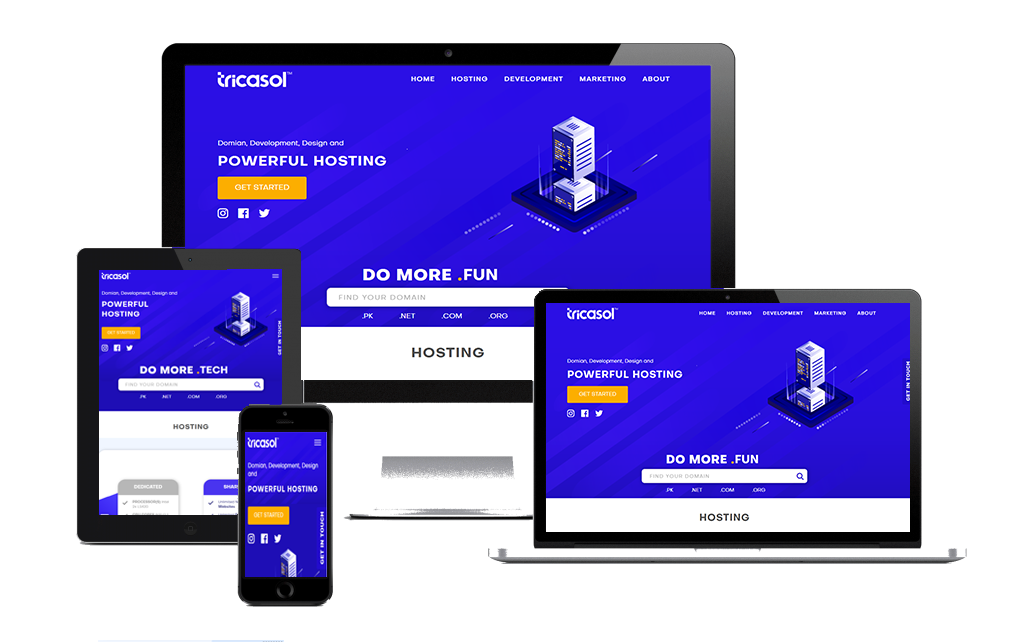 tricasol™
HOME HOSTING DEVELOPMENT MARKETING ABOUT
Domian, Development, Design and
POWERFUL HOSTING
GET STARTED
DO MORE .FUN
FIND YOUR DOMAIN
.PK .NET .COM .ORG
HOSTING
tricasol
Domian, Development, Design and
POWERFUL
HOSTING
GET STARTED
GET IN TOUCH
DO MORE .TECH
FIND YOUR DOMAIN
.PK .NET .COM .ORG
HOSTING
DEDICATED
SHAR
tricasol
Domian, Development, Design
and
POWERFUL HOSTING
GET STARTED
GET IN TOUCH
tricasol™
HOME HOSTING DEVELOPMENT MARKETING ABOUT
Domian, Development, Design and
POWERFUL HOSTING
GET STARTED
GET IN TOUCH
DO MORE .FUN
FIND YOUR DOMAIN
.PK .NET .COM .ORG
HOSTING